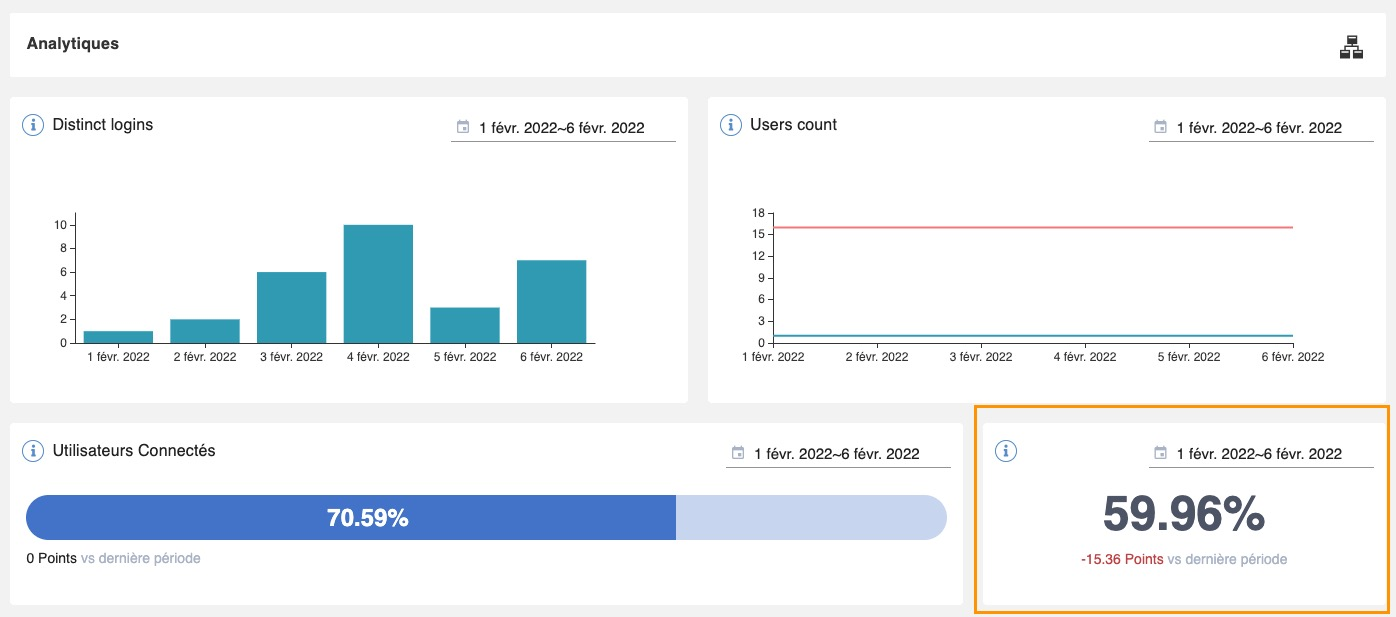 Analytiques
Distinct logins
1 févr. 2022~6 févr. 2022
10
8
6
4
2
0
1 févr. 2022 2 févr. 2022 3 févr. 2022 4 févr. 2022 5 févr. 2022 6 févr. 2022
Users count
1 févr. 2022~6 févr. 2022
18
15
12
9
6
3
0
1 févr. 2022 2 févr. 2022 3 févr. 2022 4 févr. 2022 5 févr. 2022 6 févr. 2022
Utilisateurs Connectés
1 févr. 2022~6 févr. 2022
70.59%
0 Points vs dernière période
1 févr. 2022~6 févr. 2022
59.96%
-15.36 Points vs dernière période